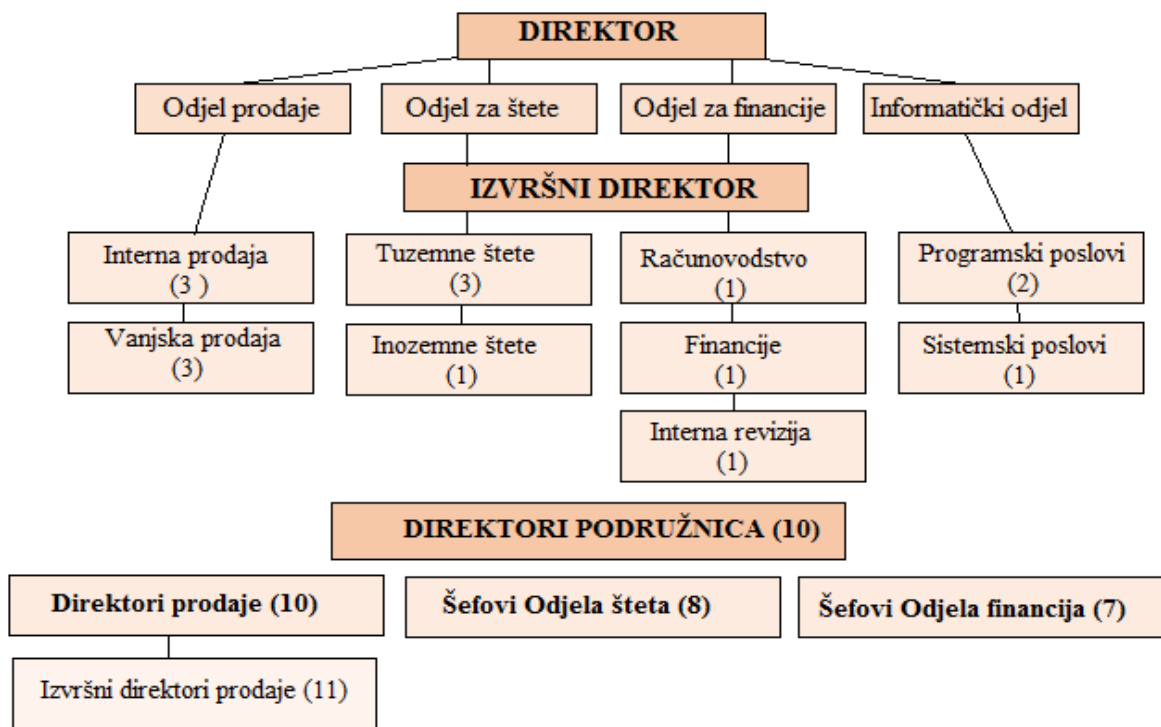 DIREKTOR
Odjel prodaje
Odjel za štete
Odjel za financije
Informatički odjel
IZVRŠNI DIREKTOR
Interna prodaja
(3 )
Tuzemne štete
(3)
Računovodstvo
(1)
Programski poslovi
(2)
Vanjska prodaja
(3)
Inozemne štete
(1)
Financije
(1)
Sistemski poslovi
(1)
Interna revizija
(1)
DIREKTORI PODRUŽNICA (10)
Direktori prodaje (10)
Šefovi Odjela šteta (8)
Šefovi Odjela financija (7)
Izvršni direktori prodaje (11)